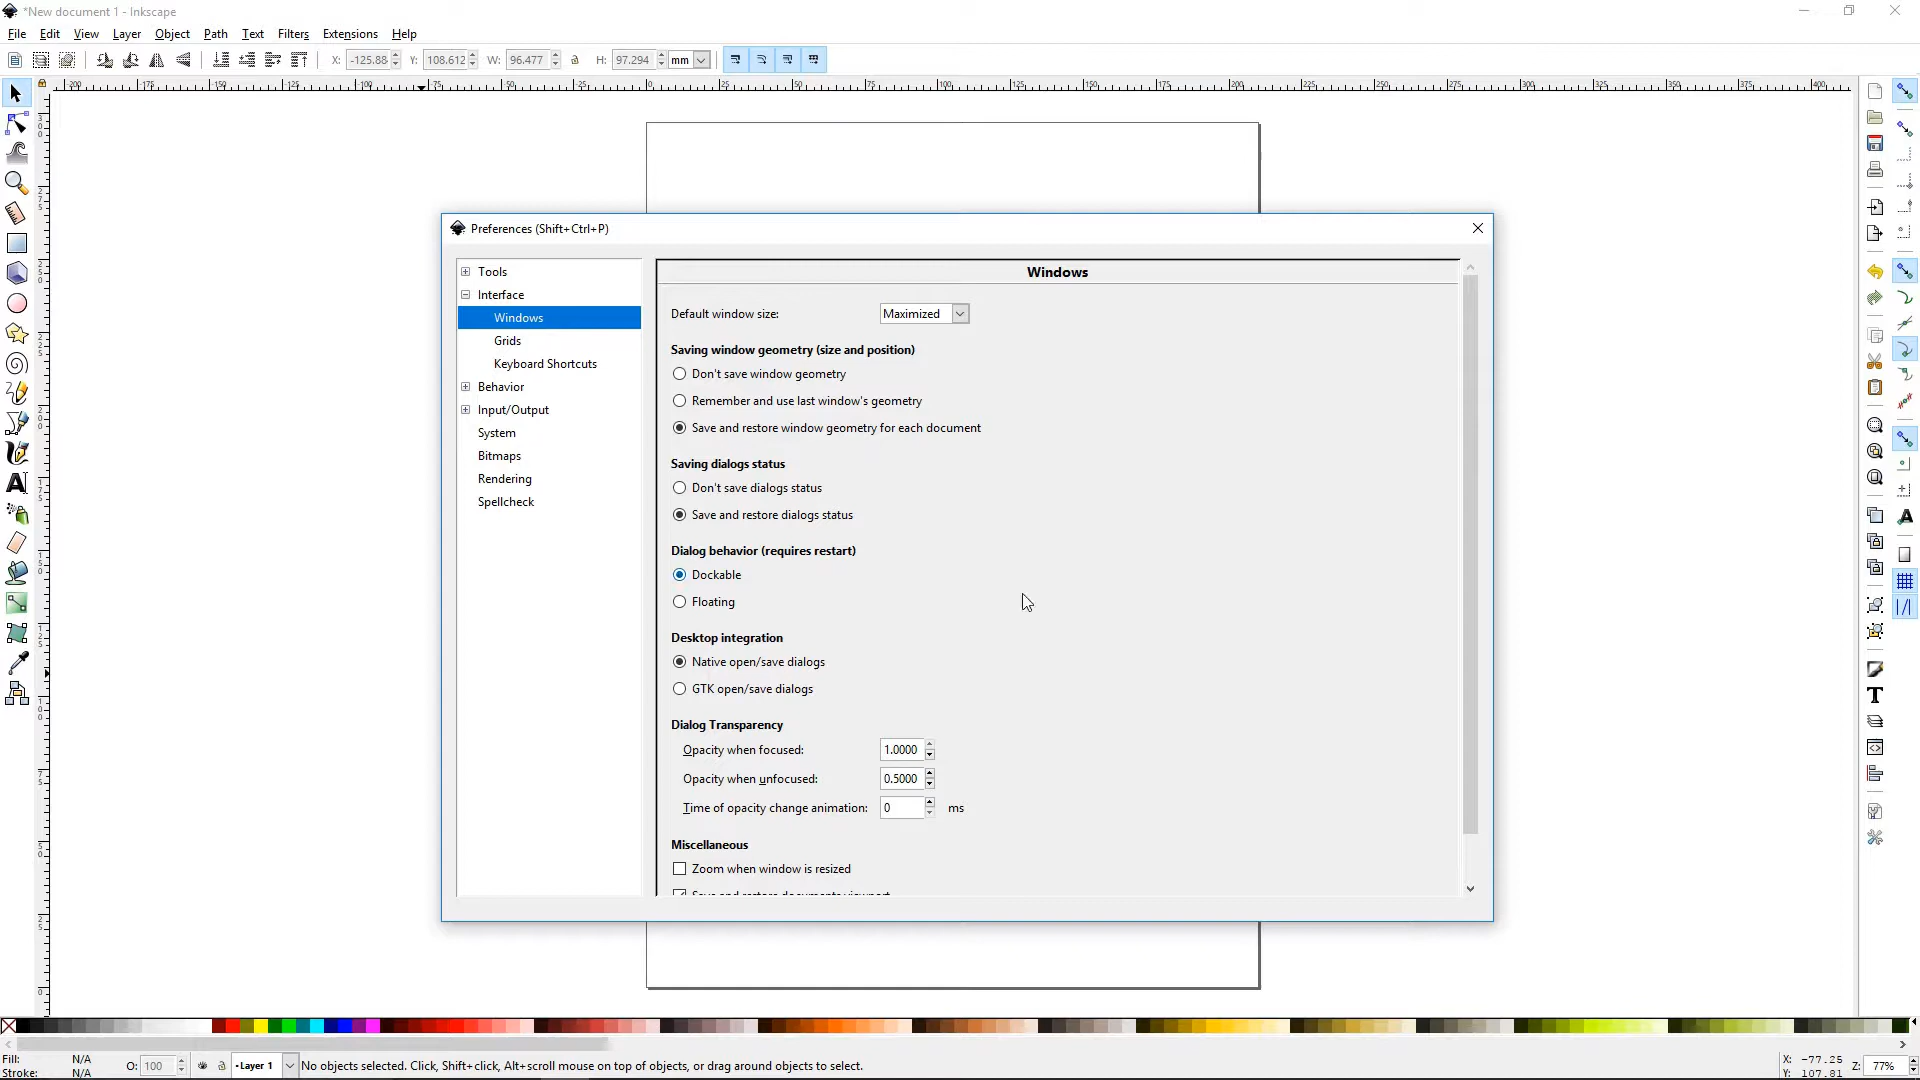 *New document 1 - Inkscape
File Edit View Layer Object Path Text Filters Extensions Help
X: -125.88 Y: 108.612 W: 96.477 H: 97.294 mm
Preferences (Shift+Ctrl+P)
Tools
Interface
Windows
Grids
Keyboard Shortcuts
Behavior
Input/Output
System
Bitmaps
Rendering
Spellcheck
Windows
Default window size: Maximized
Saving window geometry (size and position)
Don't save window geometry
Remember and use last window's geometry
Save and restore window geometry for each document
Saving dialogs status
Don't save dialogs status
Save and restore dialogs status
Dialog behavior (requires restart)
Dockable
Floating
Desktop integration
Native open/save dialogs
GTK open/save dialogs
Dialog Transparency
Opacity when focused: 1.0000
Opacity when unfocused: 0.5000
Time of opacity change animation: 0 ms
Miscellaneous
Zoom when window is resized
Save and restore documents viewport
Fill: N/A
Stroke: N/A
O: 100
-Layer 1
No objects selected. Click, Shift+click, Alt+scroll mouse on top of objects, or drag around objects to select.
X: -77.25
Y: 107.81
Z: 77%